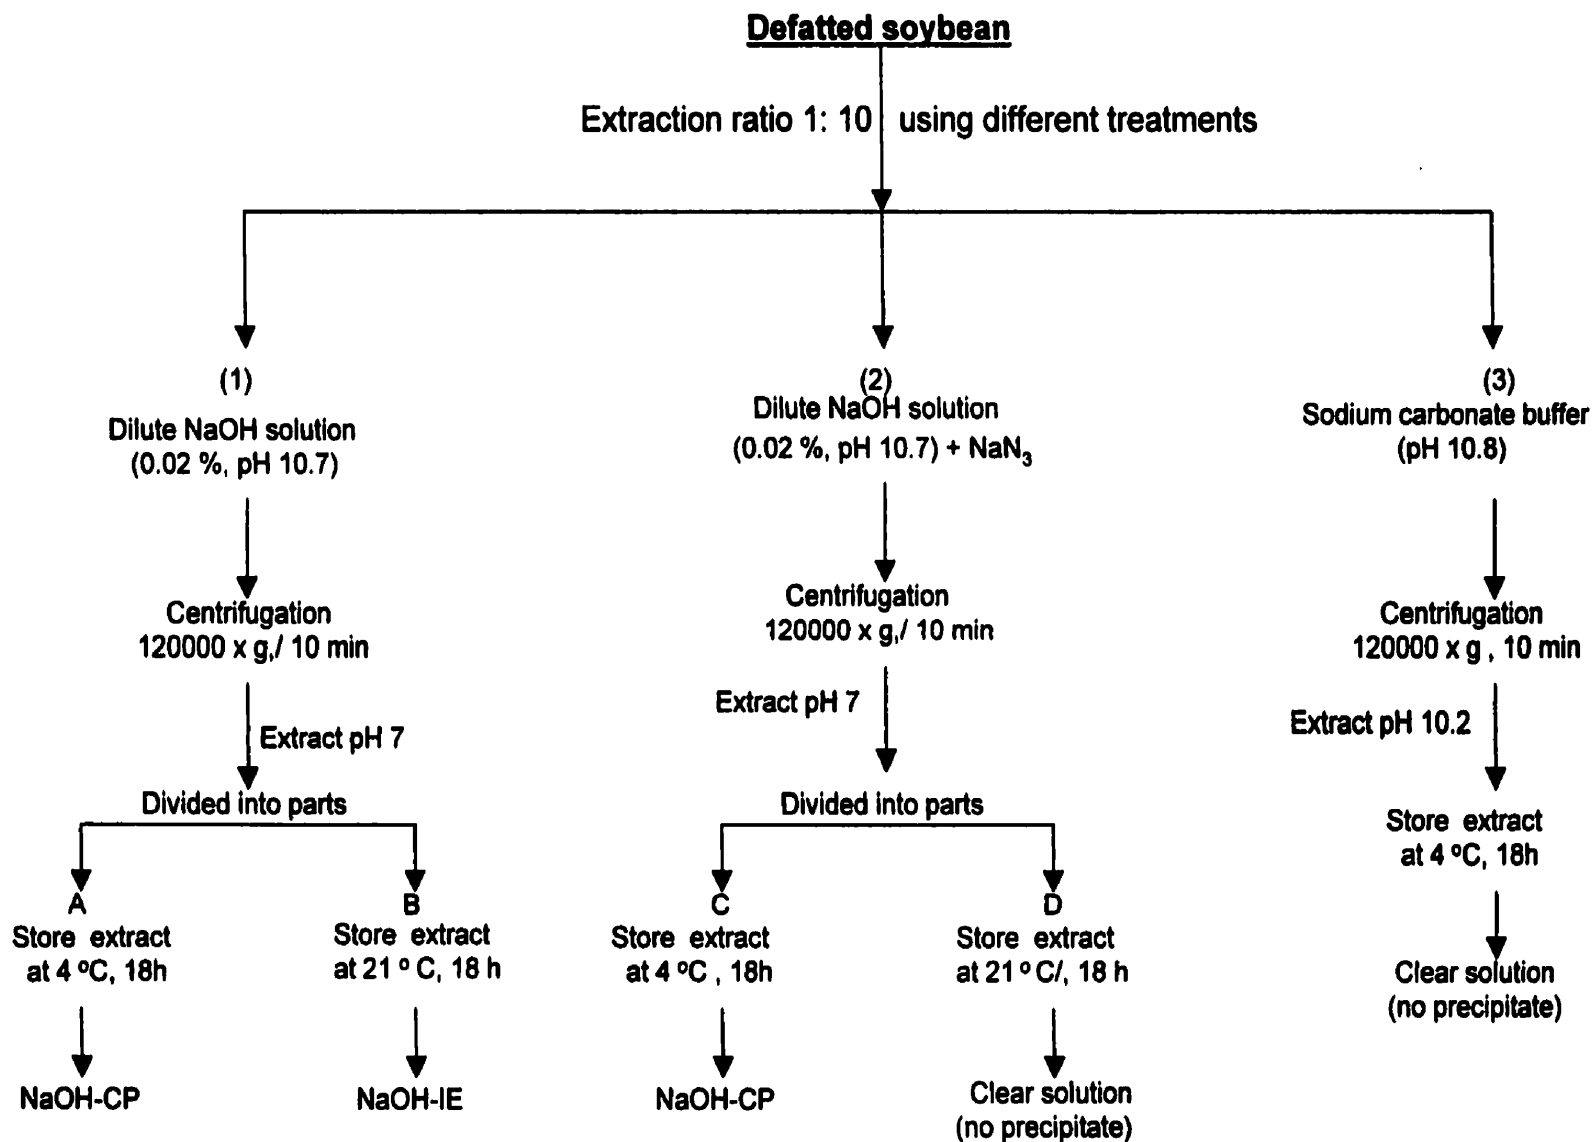 Defatted soybean
Extraction ratio 1: 10 using different treatments
(1)
Dilute NaOH solution
(0.02 %, pH 10.7)
Centrifugation
120000 x g,/ 10 min
Extract pH 7
Divided into parts
A
Store extract
at 4 ºC, 18h
NaOH-CP
B
Store extract
at 21 º C, 18 h
NaOH-IE
(2)
Dilute NaOH solution
(0.02 %, pH 10.7) + NaN₃
Centrifugation
120000 x g,/ 10 min
Extract pH 7
Divided into parts
C
Store extract
at 4 ºC , 18h
NaOH-CP
D
Store extract
at 21 º C/, 18 h
Clear solution
(no precipitate)
(3)
Sodium carbonate buffer
(pH 10.8)
Centrifugation
120000 x g , 10 min
Extract pH 10.2
Store extract
at 4 ºC, 18h
Clear solution
(no precipitate)